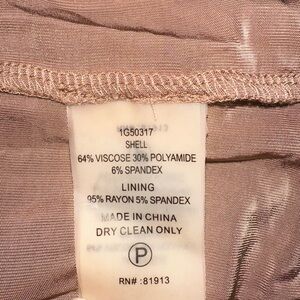 1G50317
SHELL
64% VISCOSE 30% POLYAMIDE
6% SPANDEX
LINING
95% RAYON 5% SPANDEX
MADE IN CHINA
DRY CLEAN ONLY
P
RN# :81913